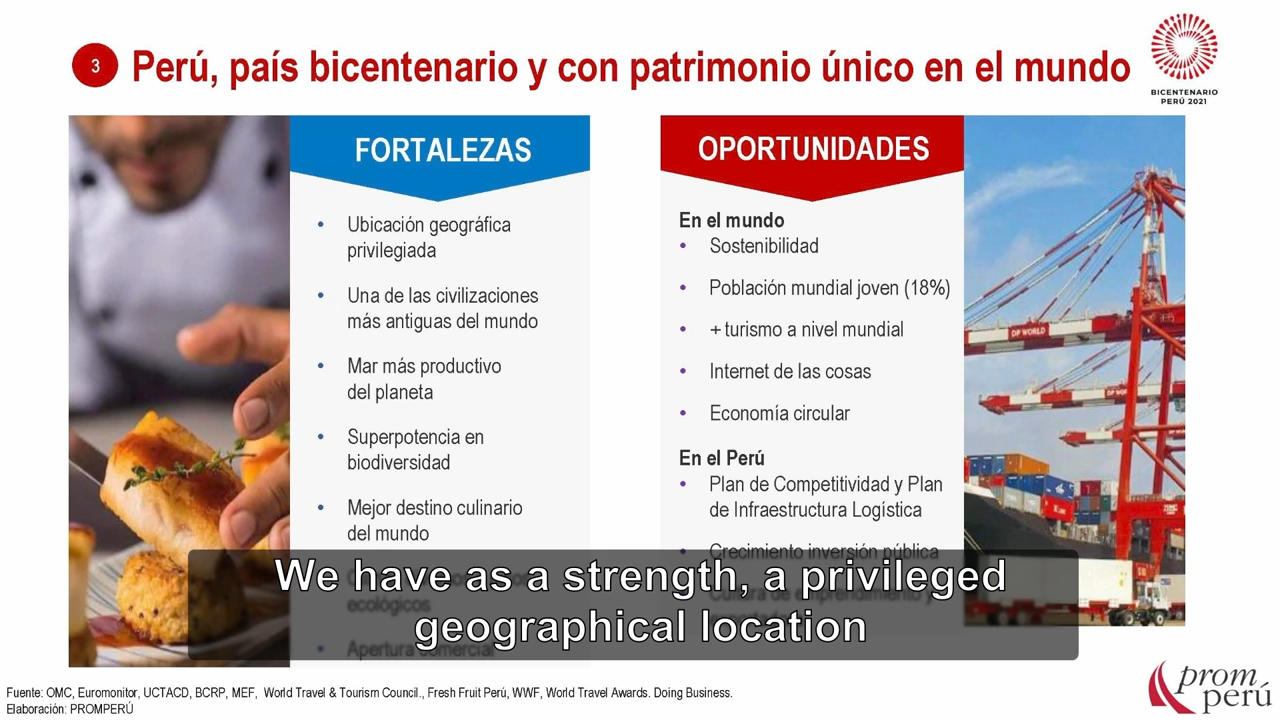 3 Perú, país bicentenario y con patrimonio único en el mundo
BICENTENARIO
PERÚ 2021
FORTALEZAS
• Ubicación geográfica
privilegiada
• Una de las civilizaciones
más antiguas del mundo
• Mar más productivo
del planeta
• Superpotencia en
biodiversidad
• Mejor destino culinario
del mundo
ecológicos
• Apertura comercial
OPORTUNIDADES
En el mundo
• Sostenibilidad
• Población mundial joven (18%)
• + turismo a nivel mundial
• Internet de las cosas
• Economía circular
En el Perú
• Plan de Competitividad y Plan
de Infraestructura Logística
• Crecimiento inversión pública
• Cultura de emprendimiento y
DP WORLD
We have as a strength, a privileged
geographical location
Fuente: OMC, Euromonitor, UCTACD, BCRP, MEF, World Travel & Tourism Council., Fresh Fruit Perú, WWF, World Travel Awards. Doing Business.
Elaboración: PROMPERÚ
prom
perú